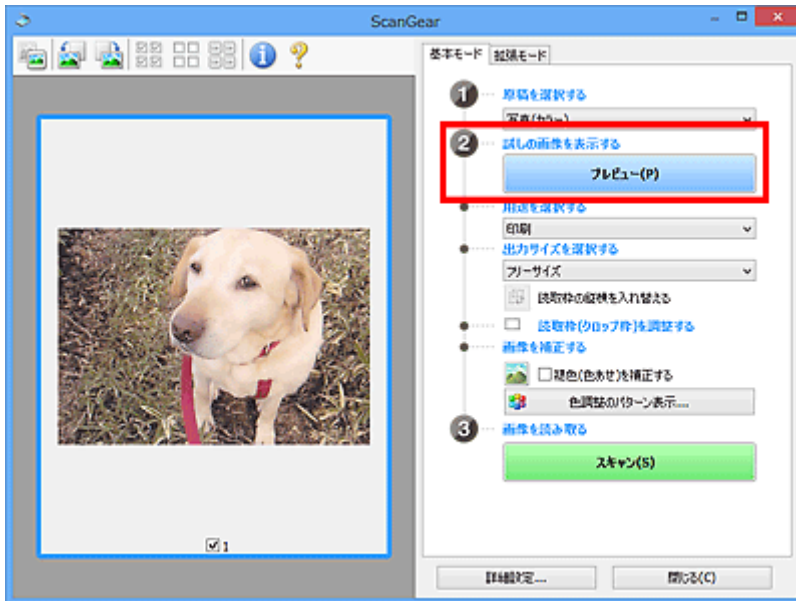 ScanGear
基本モード 拡張モード
1 原稿を選択する
写真(カラー)
2 試しの画像を表示する
プレビュー(P)
用途を選択する
印刷
出力サイズを選択する
フリーサイズ
読取枠の縦横を入れ替える
読取枠(クロップ枠)を調整する
画像を補正する
褪色(色あせ)を補正する
色調整のパターン表示...
3 画像を読み取る
スキャン(S)
1
詳細設定... 閉じる(C)